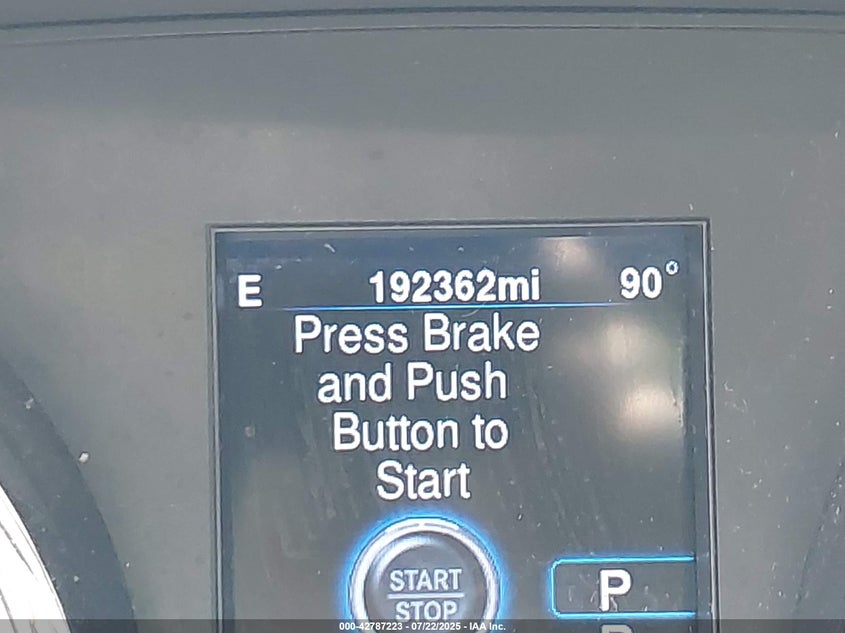 E 192362mi 90°
Press Brake
and Push
Button to
Start
START
STOP
P
000-42787223 - 07/22/2025 - IAA Inc.